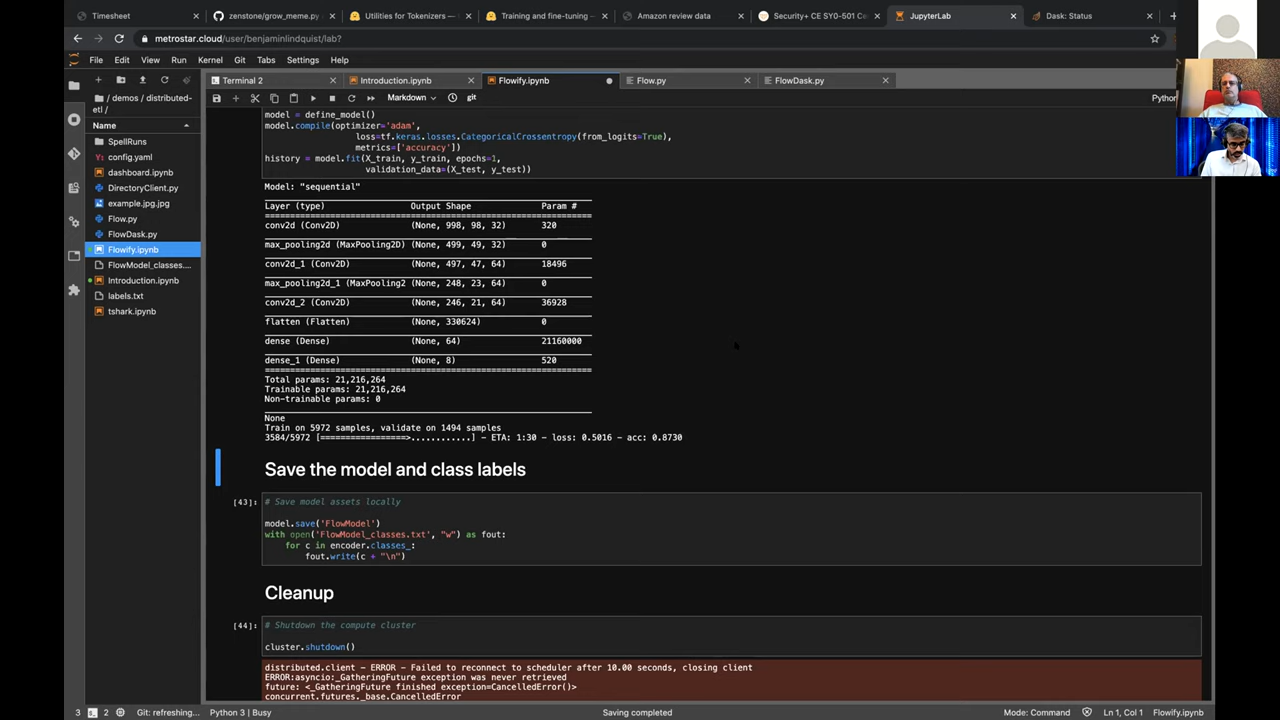 Timesheet
zenstone/grow_meme.py
Utilities for Tokenizers —
Training and fine-tuning —
Amazon review data
Security+ CE SY0-501 Ce
JupyterLab
Dask: Status
metrostar.cloud/user/benjaminlindquist/lab?
File Edit View Run Kernel Git Tabs Settings Help
Terminal 2
Introduction.ipynb
Flowify.ipynb
Flow.py
FlowDask.py
Markdown
git
Python
/ demos / distributed-
etl /
Name
SpellRuns
config.yaml
dashboard.ipynb
DirectoryClient.py
example.jpg.jpg
Flow.py
FlowDask.py
Flowify.ipynb
FlowModel_classes....
Introduction.ipynb
labels.txt
tshark.ipynb
model = define_model()
model.compile(optimizer='adam',
loss=tf.keras.losses.CategoricalCrossentropy(from_logits=True),
metrics=['accuracy'])
history = model.fit(X_train, y_train, epochs=1,
validation_data=(X_test, y_test))
Model: "sequential"
Layer (type) Output Shape Param #
conv2d (Conv2D) (None, 998, 98, 32) 320
max_pooling2d (MaxPooling2D) (None, 499, 49, 32) 0
conv2d_1 (Conv2D) (None, 497, 47, 64) 18496
max_pooling2d_1 (MaxPooling2 (None, 248, 23, 64) 0
conv2d_2 (Conv2D) (None, 246, 21, 64) 36928
flatten (Flatten) (None, 330624) 0
dense (Dense) (None, 64) 21160000
dense_1 (Dense) (None, 8) 520
Total params: 21,216,264
Trainable params: 21,216,264
Non-trainable params: 0
None
Train on 5972 samples, validate on 1494 samples
3584/5972 [=================>............] - ETA: 1:30 - loss: 0.5016 - acc: 0.8730
Save the model and class labels
[43]: # Save model assets locally
model.save('FlowModel')
with open('FlowModel_classes.txt', "w") as fout:
for c in encoder.classes_:
fout.write(c + "\n")
Cleanup
[44]: # Shutdown the compute cluster
cluster.shutdown()
distributed.client - ERROR - Failed to reconnect to scheduler after 10.00 seconds, closing client
ERROR:asyncio:_GatheringFuture exception was never retrieved
future: <_GatheringFuture finished exception=CancelledError()>
concurrent.futures._base.CancelledError
3 2 Git: refreshing... Python 3 | Busy Saving completed Mode: Command Ln 1, Col 1 Flowify.ipynb